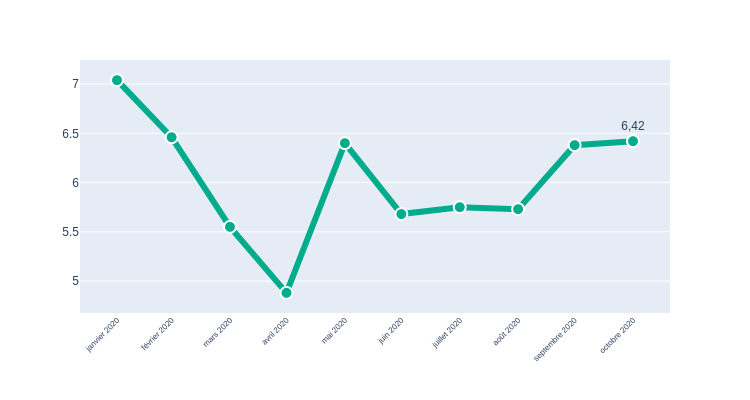 7
6.5
6
5.5
5
6,42
janvier 2020
février 2020
mars 2020
avril 2020
mai 2020
juin 2020
juillet 2020
août 2020
septembre 2020
octobre 2020